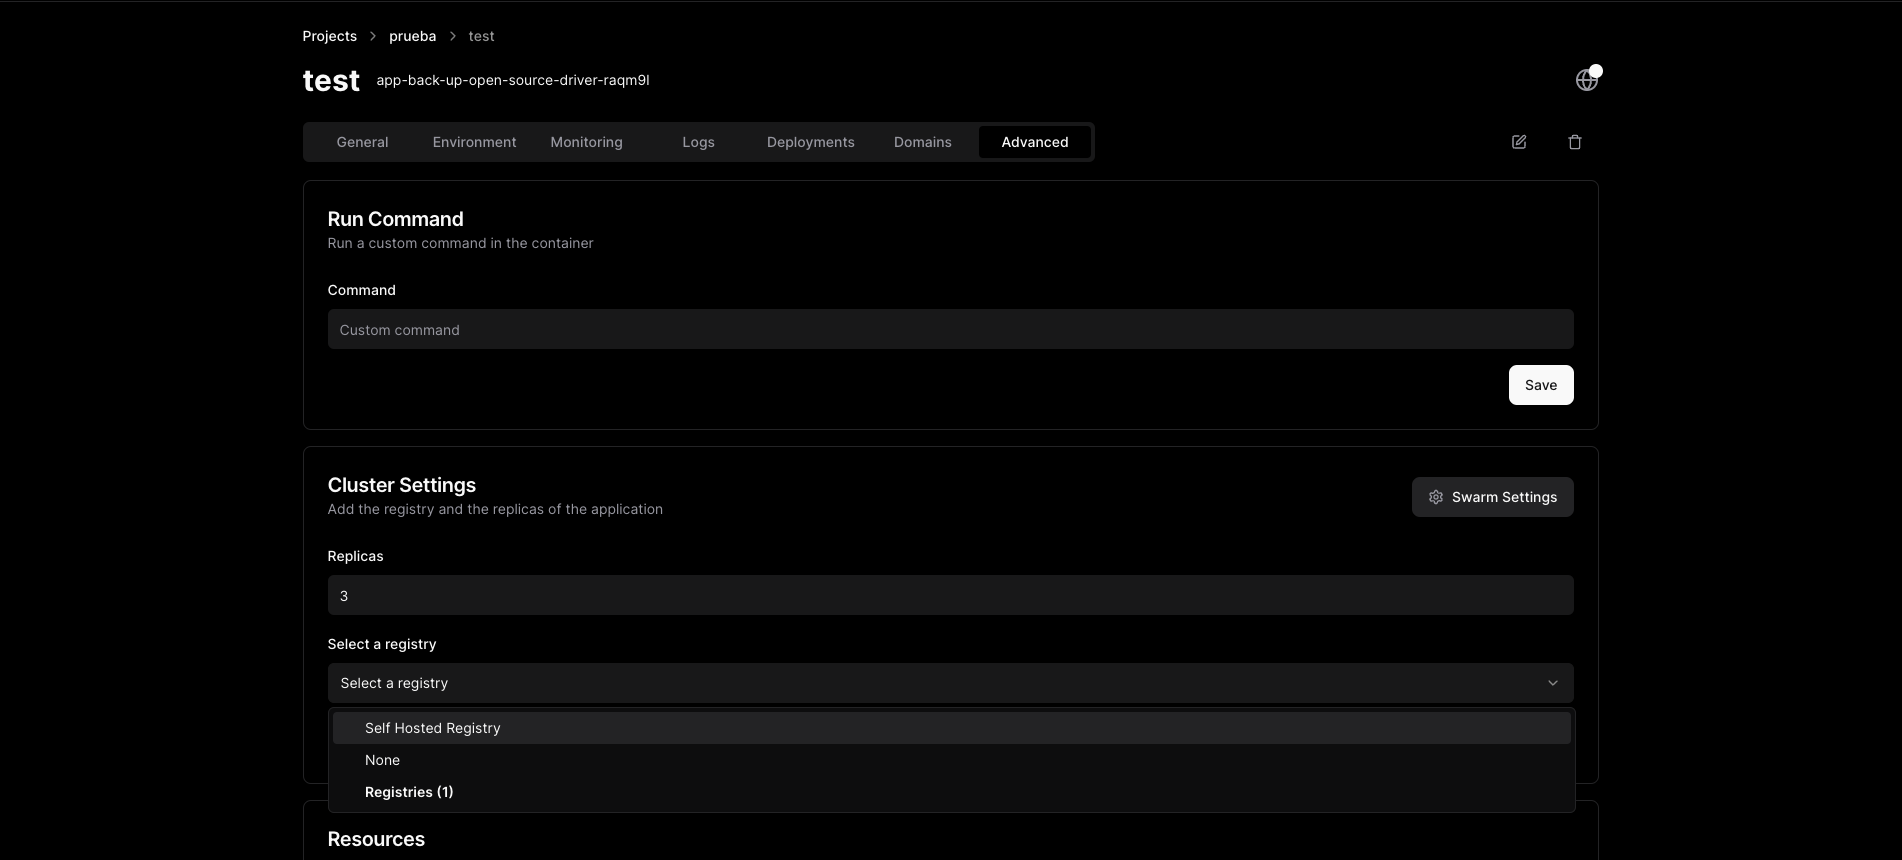 Projects > prueba > test
test app-back-up-open-source-driver-raqm9l
General Environment Monitoring Logs Deployments Domains Advanced
Run Command
Run a custom command in the container
Command
Custom command
Save
Cluster Settings
Add the registry and the replicas of the application
Swarm Settings
Replicas
3
Select a registry
Select a registry
Self Hosted Registry
None
Registries (1)
Resources